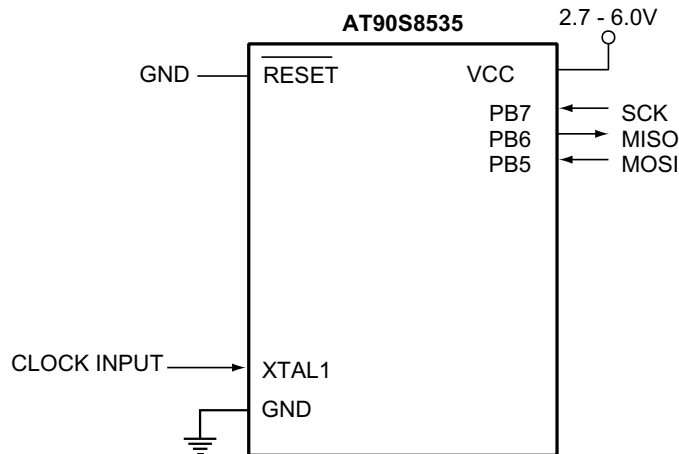 AT90S8535
2.7 - 6.0V
GND
RESET
VCC
PB7
SCK
PB6
MISO
PB5
MOSI
CLOCK INPUT
XTAL1
GND